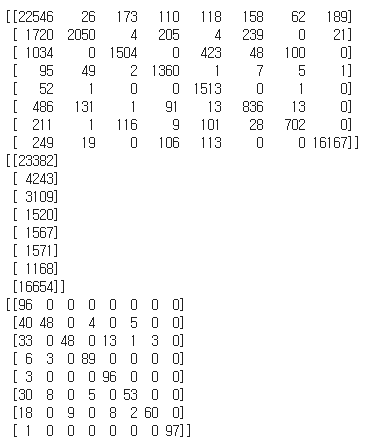 [[22546 26 173 110 118 158 62 189]
[ 1720 2050 4 205 4 239 0 21]
[ 1034 0 1504 0 423 48 100 0]
[ 95 49 2 1360 1 7 5 1]
[ 52 1 0 0 1513 0 1 0]
[ 486 131 1 91 13 836 13 0]
[ 211 1 116 9 101 28 702 0]
[ 249 19 0 106 113 0 0 16167]]
[[23382]
[ 4243]
[ 3109]
[ 1520]
[ 1567]
[ 1571]
[ 1168]
[16654]]
[[96 0 0 0 0 0 0 0]
[40 48 0 4 0 5 0 0]
[33 0 48 0 13 1 3 0]
[ 6 3 0 89 0 0 0 0]
[ 3 0 0 0 96 0 0 0]
[30 8 0 5 0 53 0 0]
[18 0 9 0 8 2 60 0]
[ 1 0 0 0 0 0 0 97]]